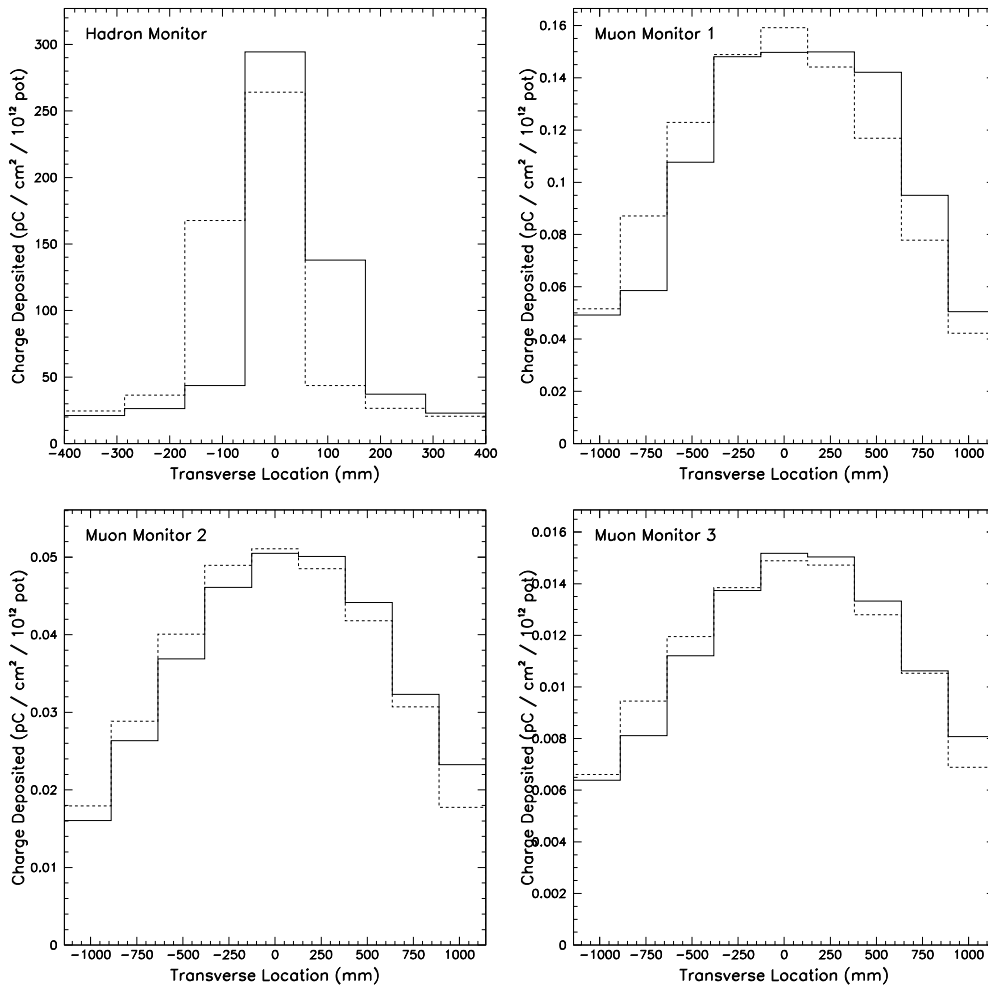 Hadron Monitor
Charge Deposited (pC / cm² / 10¹² pot)
300
250
200
150
100
50
0
−400 −300 −200 −100 0 100 200 300 400
Transverse Location (mm)
Muon Monitor 1
Charge Deposited (pC / cm² / 10¹² pot)
0.16
0.14
0.12
0.1
0.08
0.06
0.04
0.02
0
−1000 −750 −500 −250 0 250 500 750 1000
Transverse Location (mm)
Muon Monitor 2
Charge Deposited (pC / cm² / 10¹² pot)
0.05
0.04
0.03
0.02
0.01
0
−1000 −750 −500 −250 0 250 500 750 1000
Transverse Location (mm)
Muon Monitor 3
Charge Deposited (pC / cm² / 10¹² pot)
0.016
0.014
0.012
0.01
0.008
0.006
0.004
0.002
0
−1000 −750 −500 −250 0 250 500 750 1000
Transverse Location (mm)